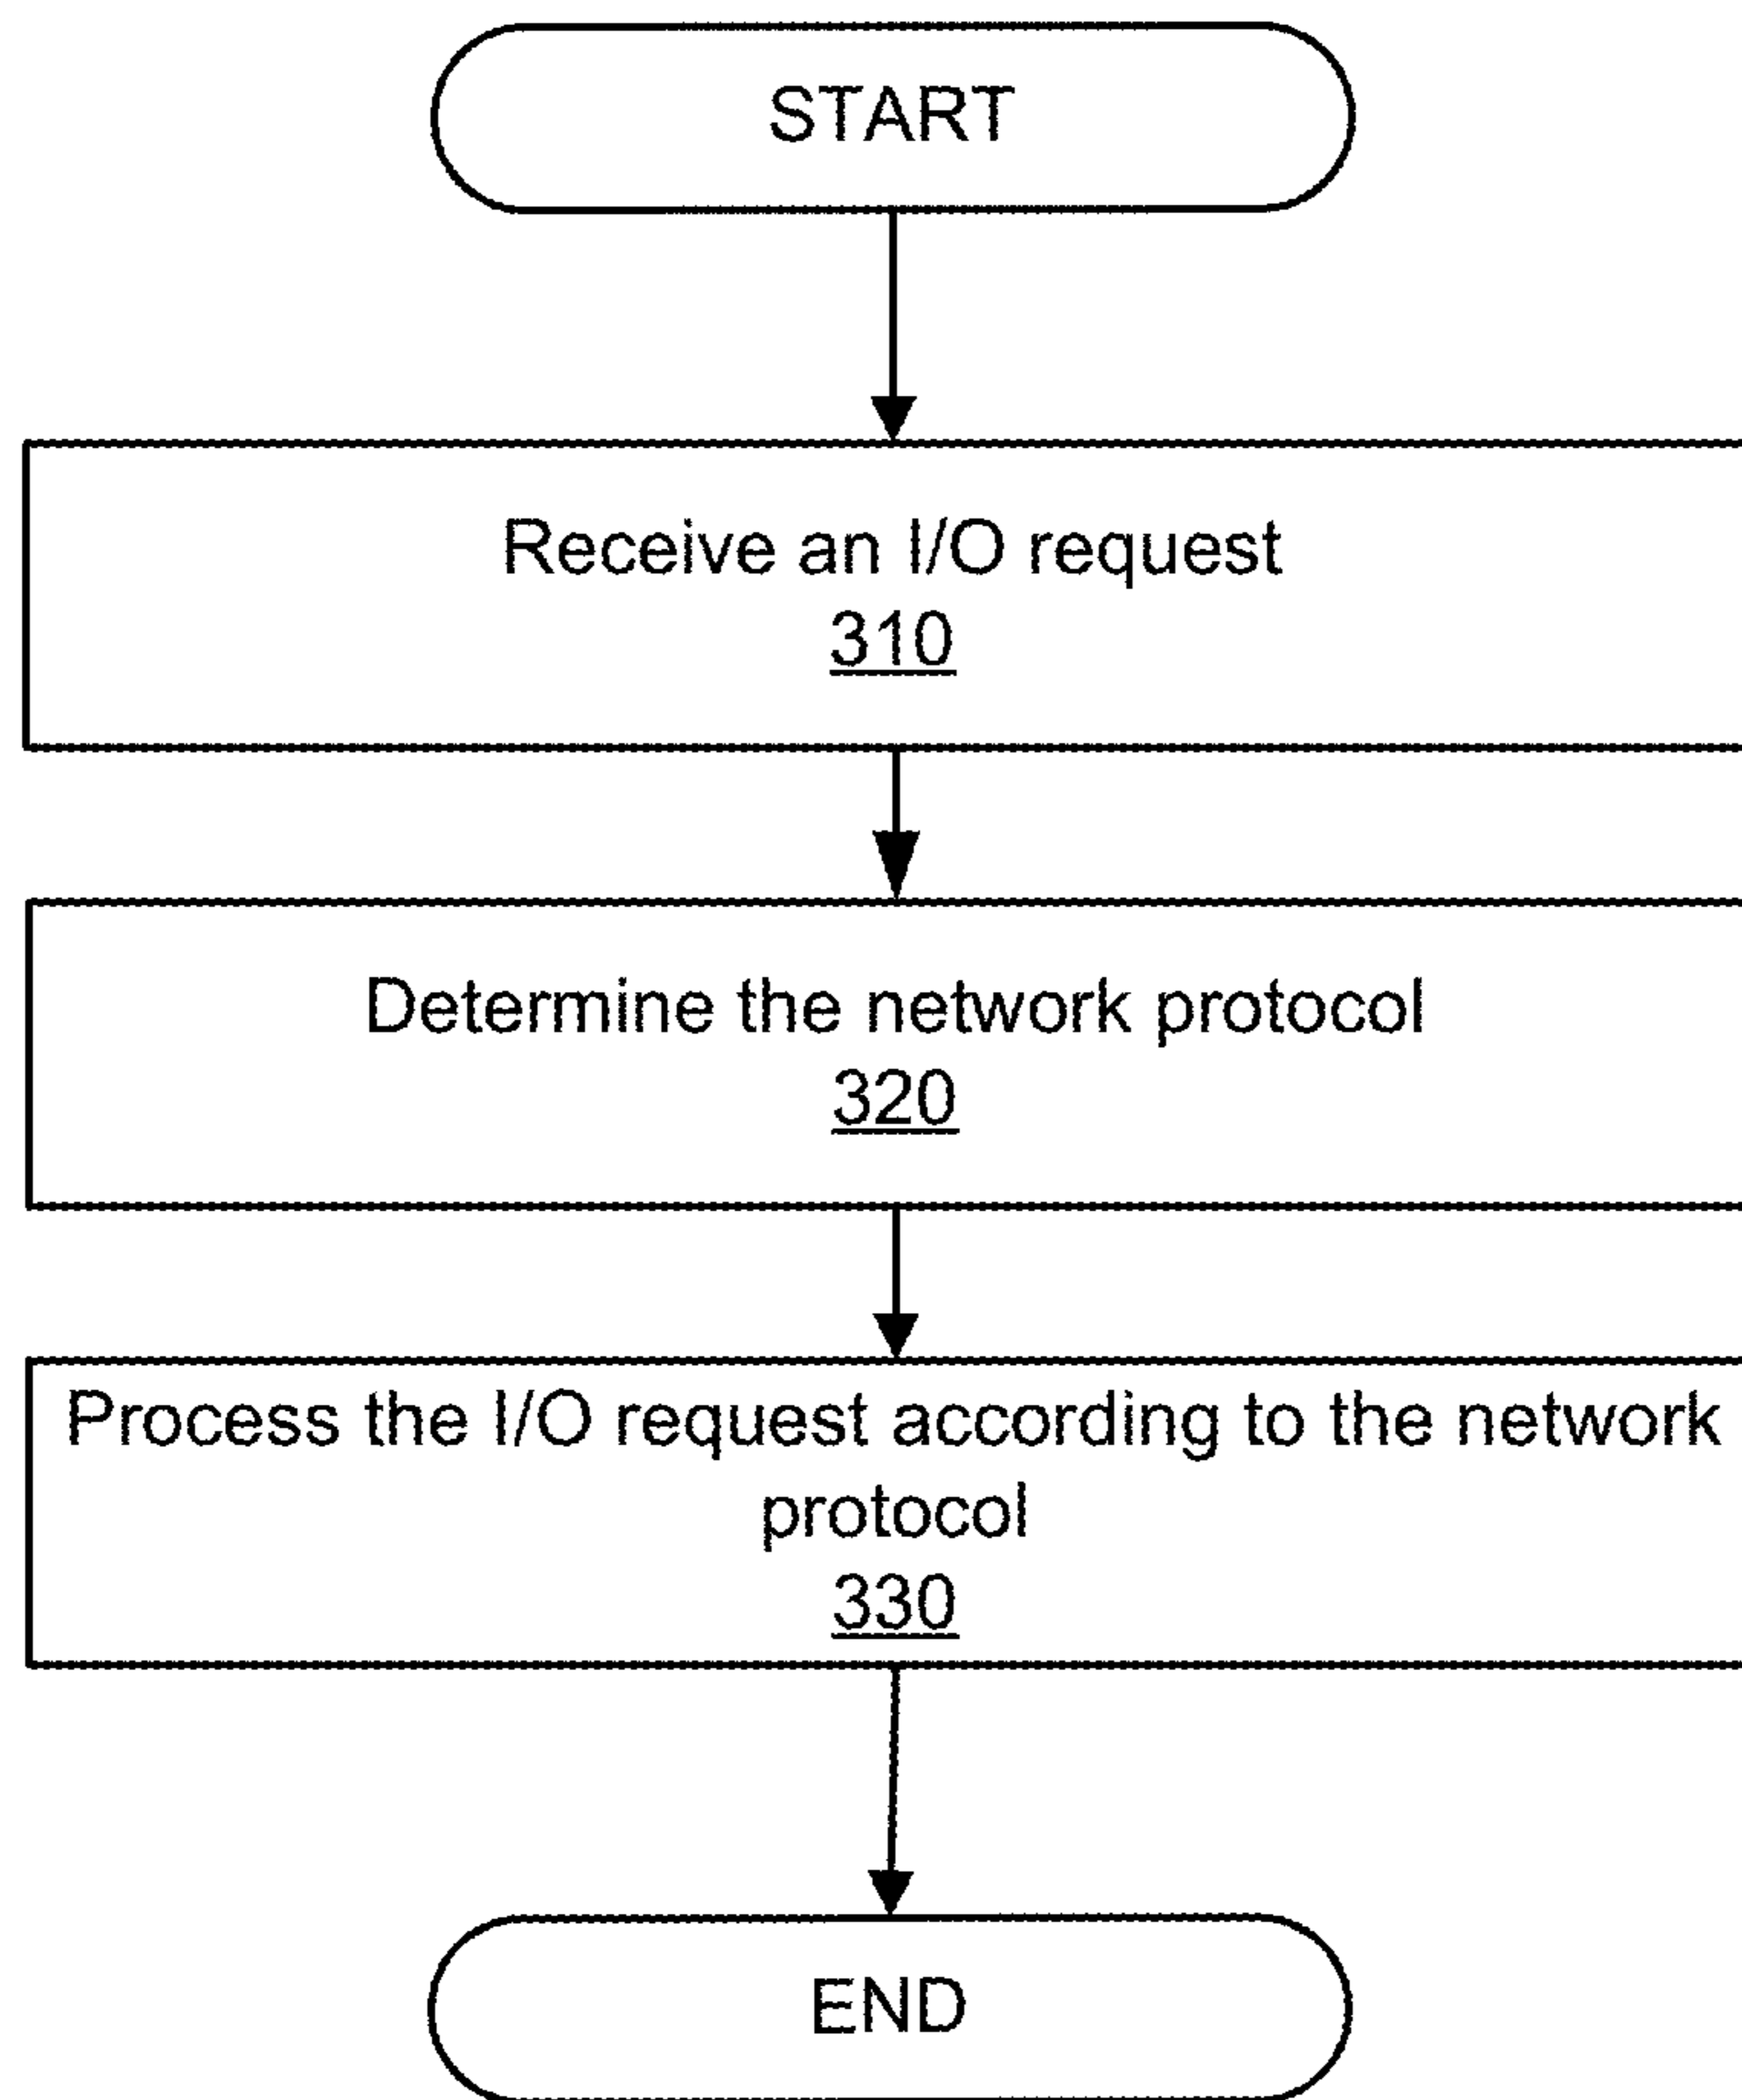 START
Receive an I/O request
310
Determine the network protocol
320
Process the I/O request according to the network
protocol
330
END